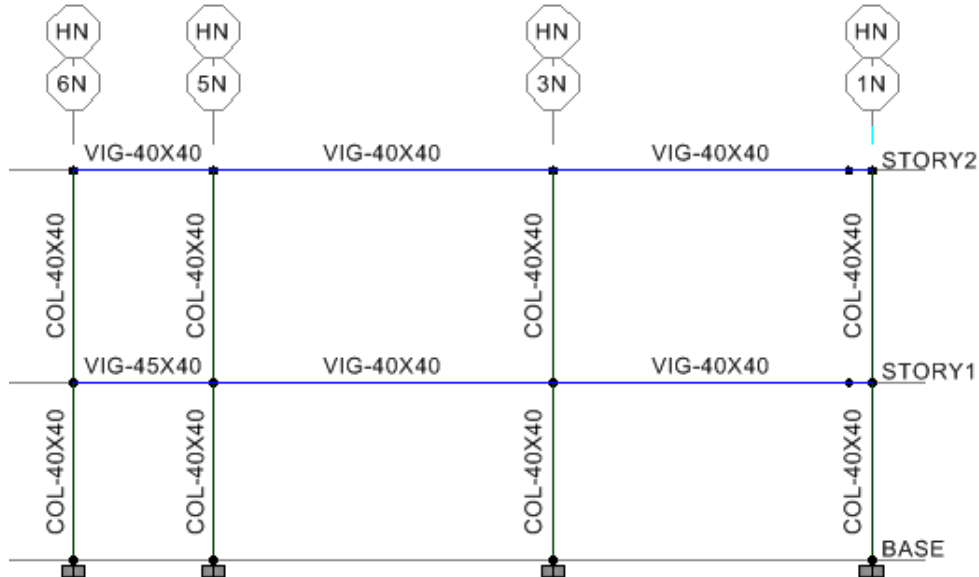 HN HN HN HN
6N 5N 3N 1N
VIG-40X40 VIG-40X40 VIG-40X40
STORY2
COL-40X40 COL-40X40 COL-40X40 COL-40X40
VIG-45X40 VIG-40X40 VIG-40X40
STORY1
COL-40X40 COL-40X40 COL-40X40 COL-40X40
BASE